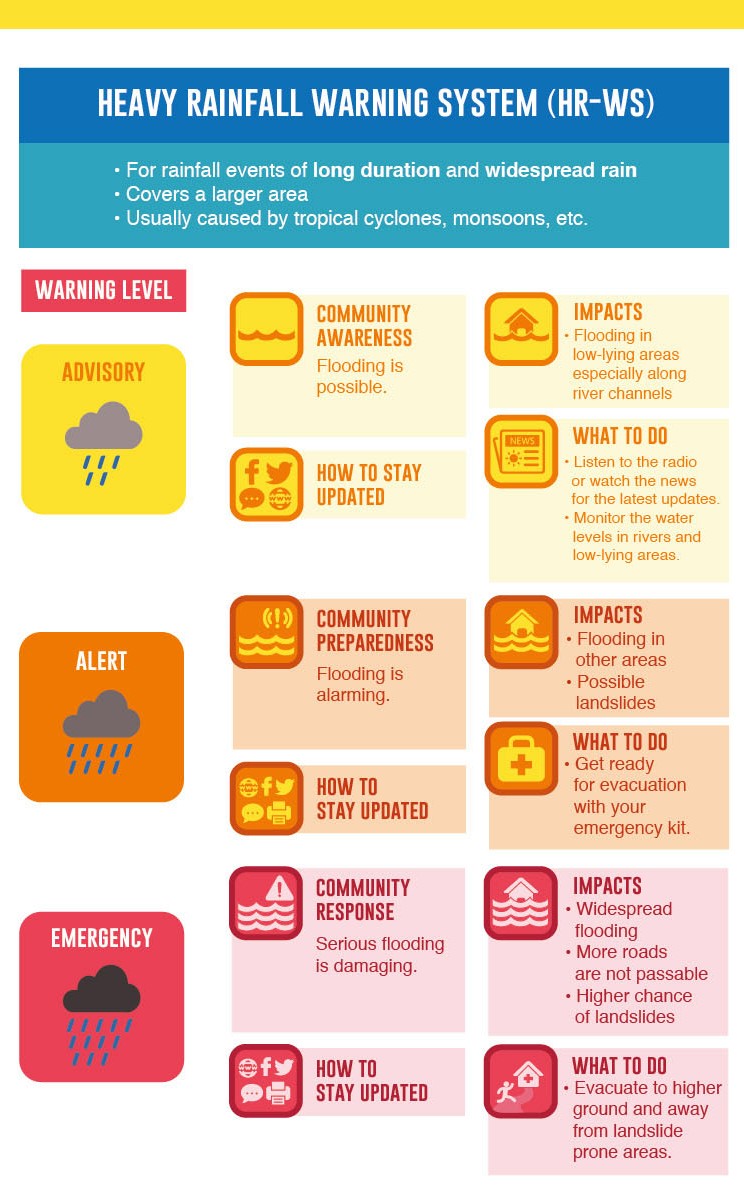 HEAVY RAINFALL WARNING SYSTEM (HR-WS)
• For rainfall events of long duration and widespread rain
• Covers a larger area
• Usually caused by tropical cyclones, monsoons, etc.
WARNING LEVEL
ADVISORY
COMMUNITY
AWARENESS
Flooding is
possible.
IMPACTS
• Flooding in
low-lying areas
especially along
river channels
www
HOW TO STAY
UPDATED
NEWS
WHAT TO DO
• Listen to the radio
or watch the news
for the latest updates.
• Monitor the water
levels in rivers and
low-lying areas.
ALERT
COMMUNITY
PREPAREDNESS
Flooding is
alarming.
IMPACTS
• Flooding in
other areas
• Possible
landslides
www
HOW TO
STAY UPDATED
WHAT TO DO
• Get ready
for evacuation
with your
emergency kit.
EMERGENCY
COMMUNITY
RESPONSE
Serious flooding
is damaging.
IMPACTS
• Widespread
flooding
• More roads
are not passable
• Higher chance
of landslides
www
HOW TO
STAY UPDATED
WHAT TO DO
• Evacuate to higher
ground and away
from landslide
prone areas.